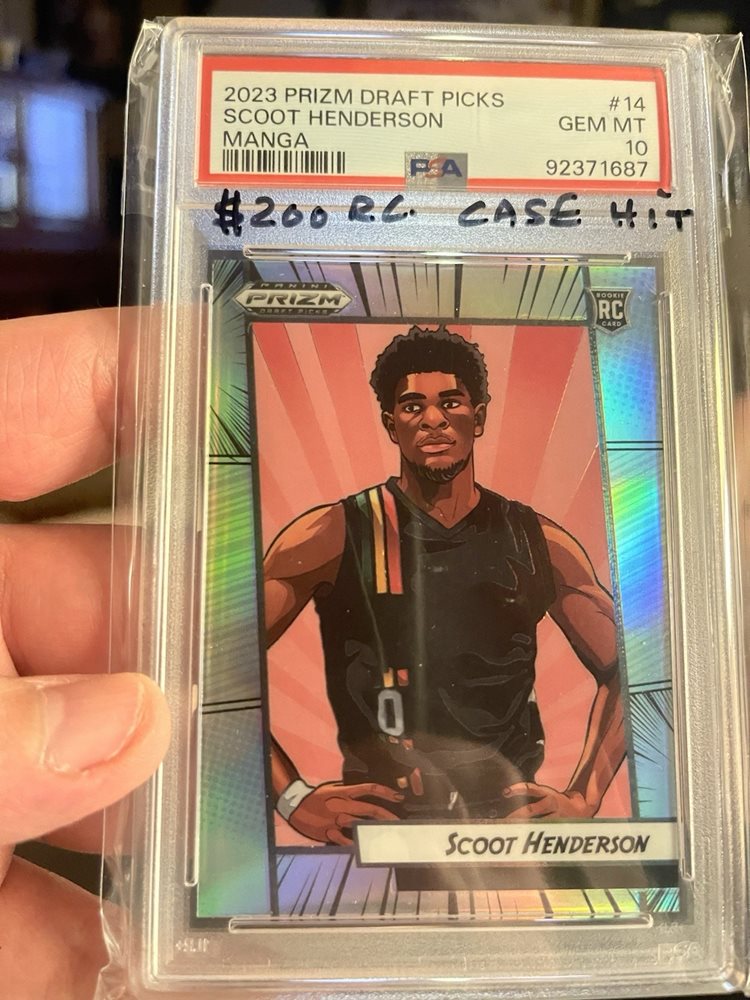 2023 PRIZM DRAFT PICKS #14
SCOOT HENDERSON GEM MT
MANGA 10
PSA 92371687
$200 R.C. CASE HIT
PANINI
PRIZM
DRAFT PICKS
ROOKIE
RC
CARD
0
SCOOT HENDERSON